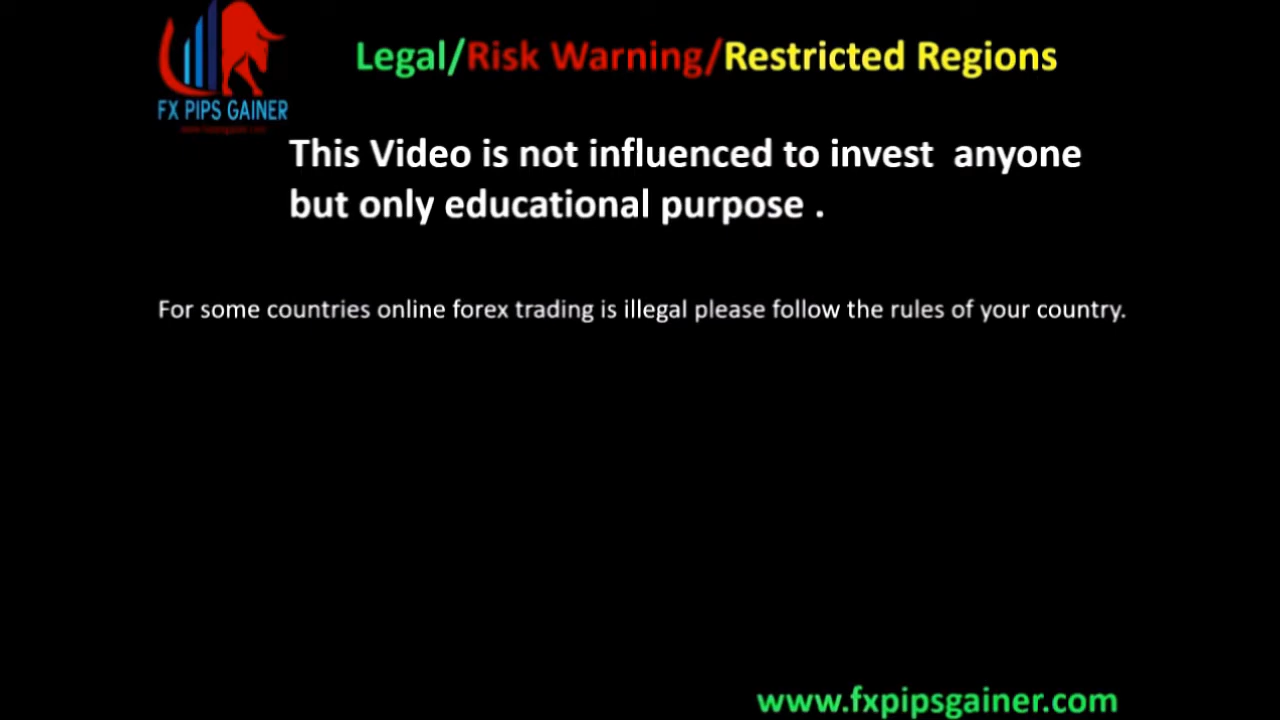 Legal/Risk Warning/Restricted Regions
FX PIPS GAINER
This Video is not influenced to invest  anyone
but only educational purpose .
For some countries online forex trading is illegal please follow the rules of your country.
www.fxpipsgainer.com